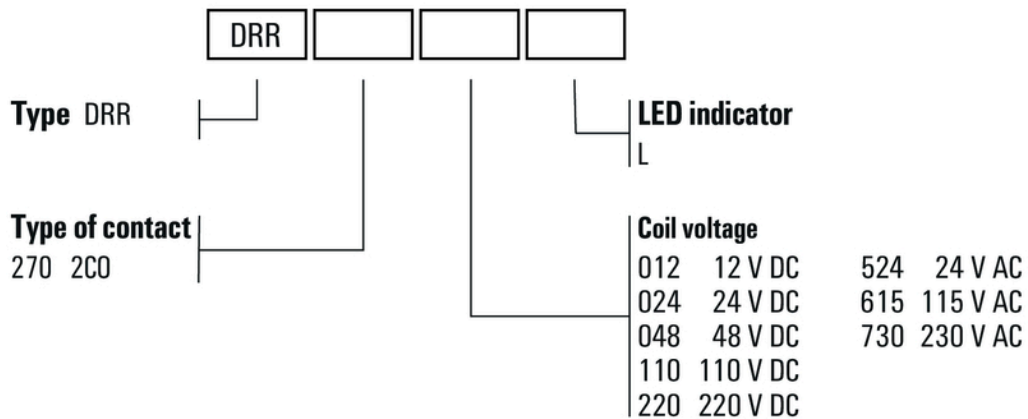 DRR
Type DRR
LED indicator
L
Type of contact
270 2CO
Coil voltage
012 12 V DC 524 24 V AC
024 24 V DC 615 115 V AC
048 48 V DC 730 230 V AC
110 110 V DC
220 220 V DC